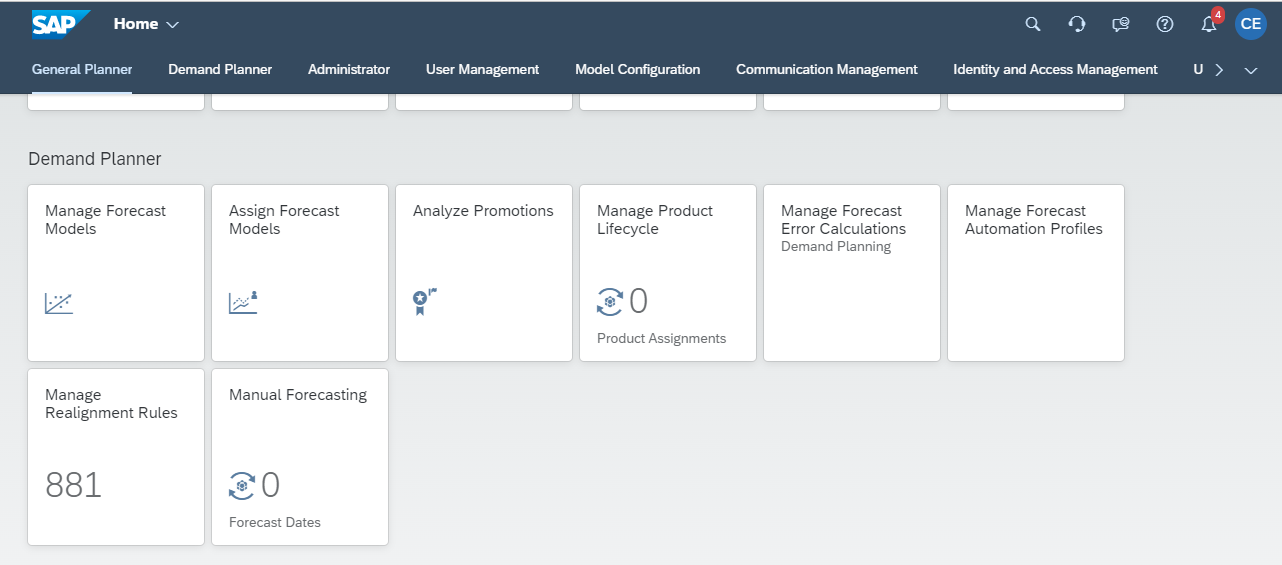 SAP Home
4
CE
General Planner Demand Planner Administrator User Management Model Configuration Communication Management Identity and Access Management U
Demand Planner
Manage Forecast
Models
Assign Forecast
Models
Analyze Promotions
Manage Product
Lifecycle
0
Product Assignments
Manage Forecast
Error Calculations
Demand Planning
Manage Forecast
Automation Profiles
Manage
Realignment Rules
881
Manual Forecasting
0
Forecast Dates